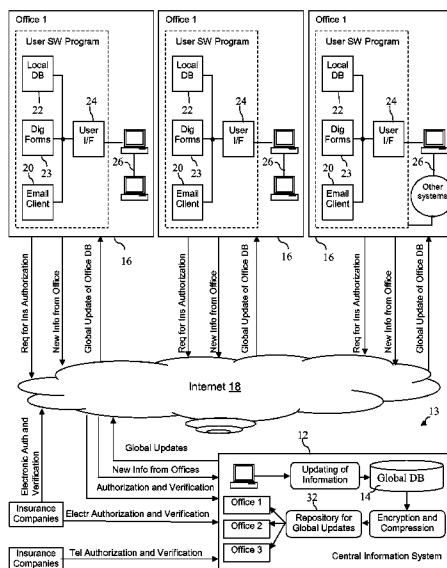 Office 1
User SW Program
Local
DB
22
24
Dig
Forms
23
User
I/F
26
20
Email
Client
16
Office 1
User SW Program
Local
DB
22
24
Dig
Forms
23
User
I/F
26
20
Email
Client
16
Office 1
User SW Program
Local
DB
22
24
Dig
Forms
23
User
I/F
26
Other
systems
20
Email
Client
16
Req for Ins Authorization
New Info from Office
Global Update of Office DB
Req for Ins Authorization
New Info from Office
Global Update of Office DB
Req for Ins Authorization
New Info from Office
Global Update of Office DB
Internet 18
13
Electronic Auth and
Verification
Global Updates
New Info from Offices
Authorization and Verification
12
Updating of
Information
Global DB
14
Insurance
Companies
Electr Authorization and Verification
Office 1
Office 2
Office 3
32
Repository for
Global Updates
Encryption and
Compression
Insurance
Companies
Tel Authorization and Verification
Central Information System